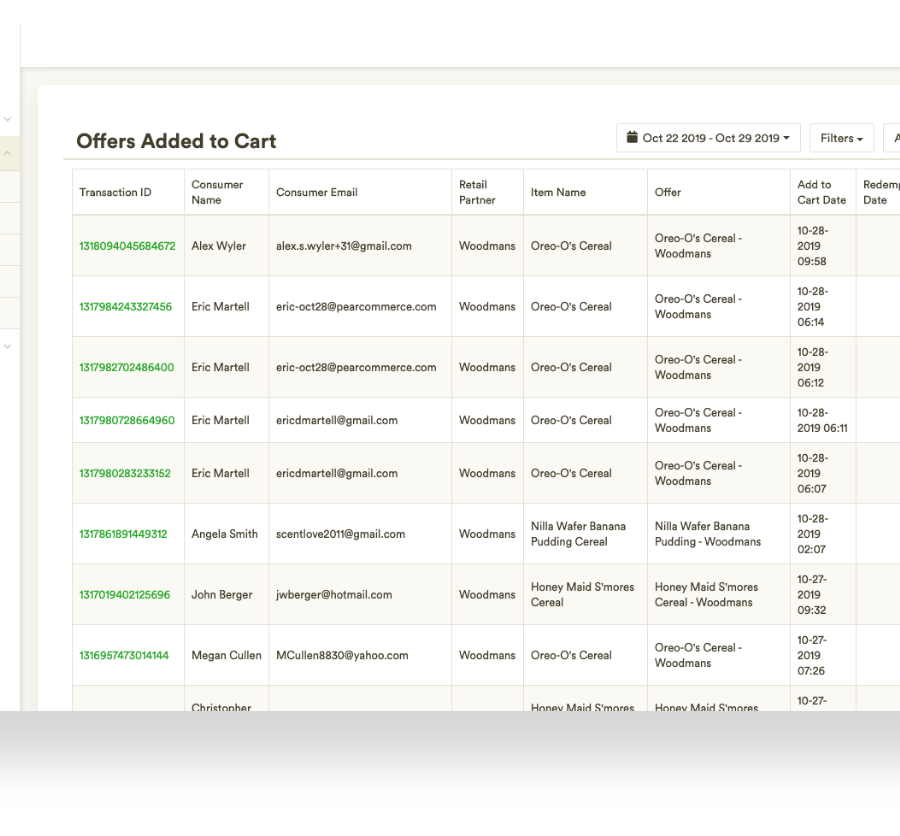 Offers Added to Cart
Oct 22 2019 - Oct 29 2019
Filters
A
Transaction ID
Consumer
Name
Consumer Email
Retail
Partner
Item Name
Offer
Add to
Cart Date
Redemp
Date
1318094045684672
Alex Wyler
alex.s.wyler+31@gmail.com
Woodmans
Oreo-O's Cereal
Oreo-O's Cereal -
Woodmans
10-28-
2019
09:58
1317984243327456
Eric Martell
eric-oct28@pearcommerce.com
Woodmans
Oreo-O's Cereal
Oreo-O's Cereal -
Woodmans
10-28-
2019
06:14
1317982702486400
Eric Martell
eric-oct28@pearcommerce.com
Woodmans
Oreo-O's Cereal
Oreo-O's Cereal -
Woodmans
10-28-
2019
06:12
1317980728664960
Eric Martell
ericdmartell@gmail.com
Woodmans
Oreo-O's Cereal
Oreo-O's Cereal -
Woodmans
10-28-
2019 06:11
1317980283233152
Eric Martell
ericdmartell@gmail.com
Woodmans
Oreo-O's Cereal
Oreo-O's Cereal -
Woodmans
10-28-
2019
06:07
1317861891449312
Angela Smith
scentlove2011@gmail.com
Woodmans
Nilla Wafer Banana
Pudding Cereal
Nilla Wafer Banana
Pudding - Woodmans
10-28-
2019
02:07
1317019402125696
John Berger
jwberger@hotmail.com
Woodmans
Honey Maid S'mores
Cereal
Honey Maid S'mores
Cereal - Woodmans
10-27-
2019
09:32
1316957473014144
Megan Cullen
MCullen8830@yahoo.com
Woodmans
Oreo-O's Cereal
Oreo-O's Cereal -
Woodmans
10-27-
2019
07:26
Christopher
Honey Maid S'mores
Honey Maid S'mores
10-27-